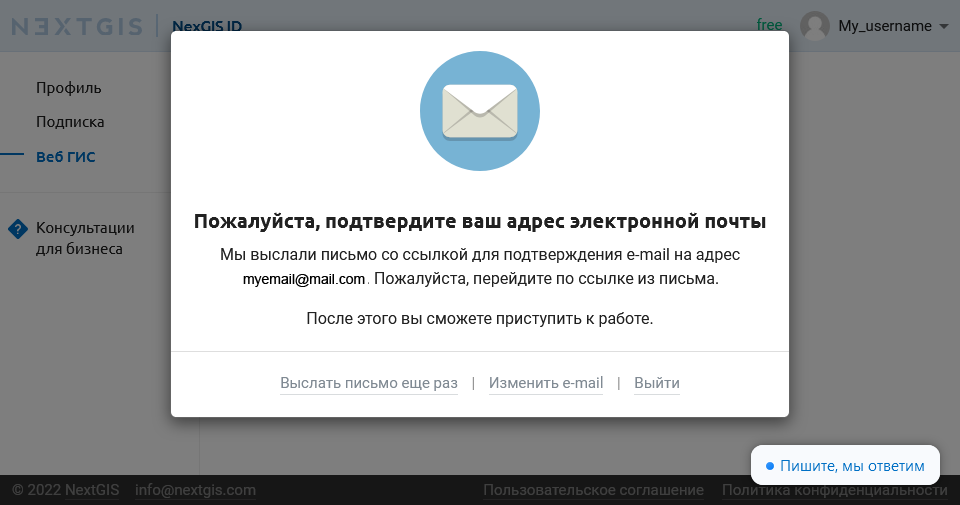 NEXTGIS | NexGIS ID
free My_username
Профиль
Подписка
Веб ГИС
Консультации
для бизнеса
Пожалуйста, подтвердите ваш адрес электронной почты
Мы выслали письмо со ссылкой для подтверждения e-mail на адрес
myemail@mail.com. Пожалуйста, перейдите по ссылке из письма.
После этого вы сможете приступить к работе.
Выслать письмо еще раз | Изменить e-mail | Выйти
Пишите, мы ответим
© 2022 NextGIS info@nextgis.com Пользовательское соглашение Политика конфиденциальности